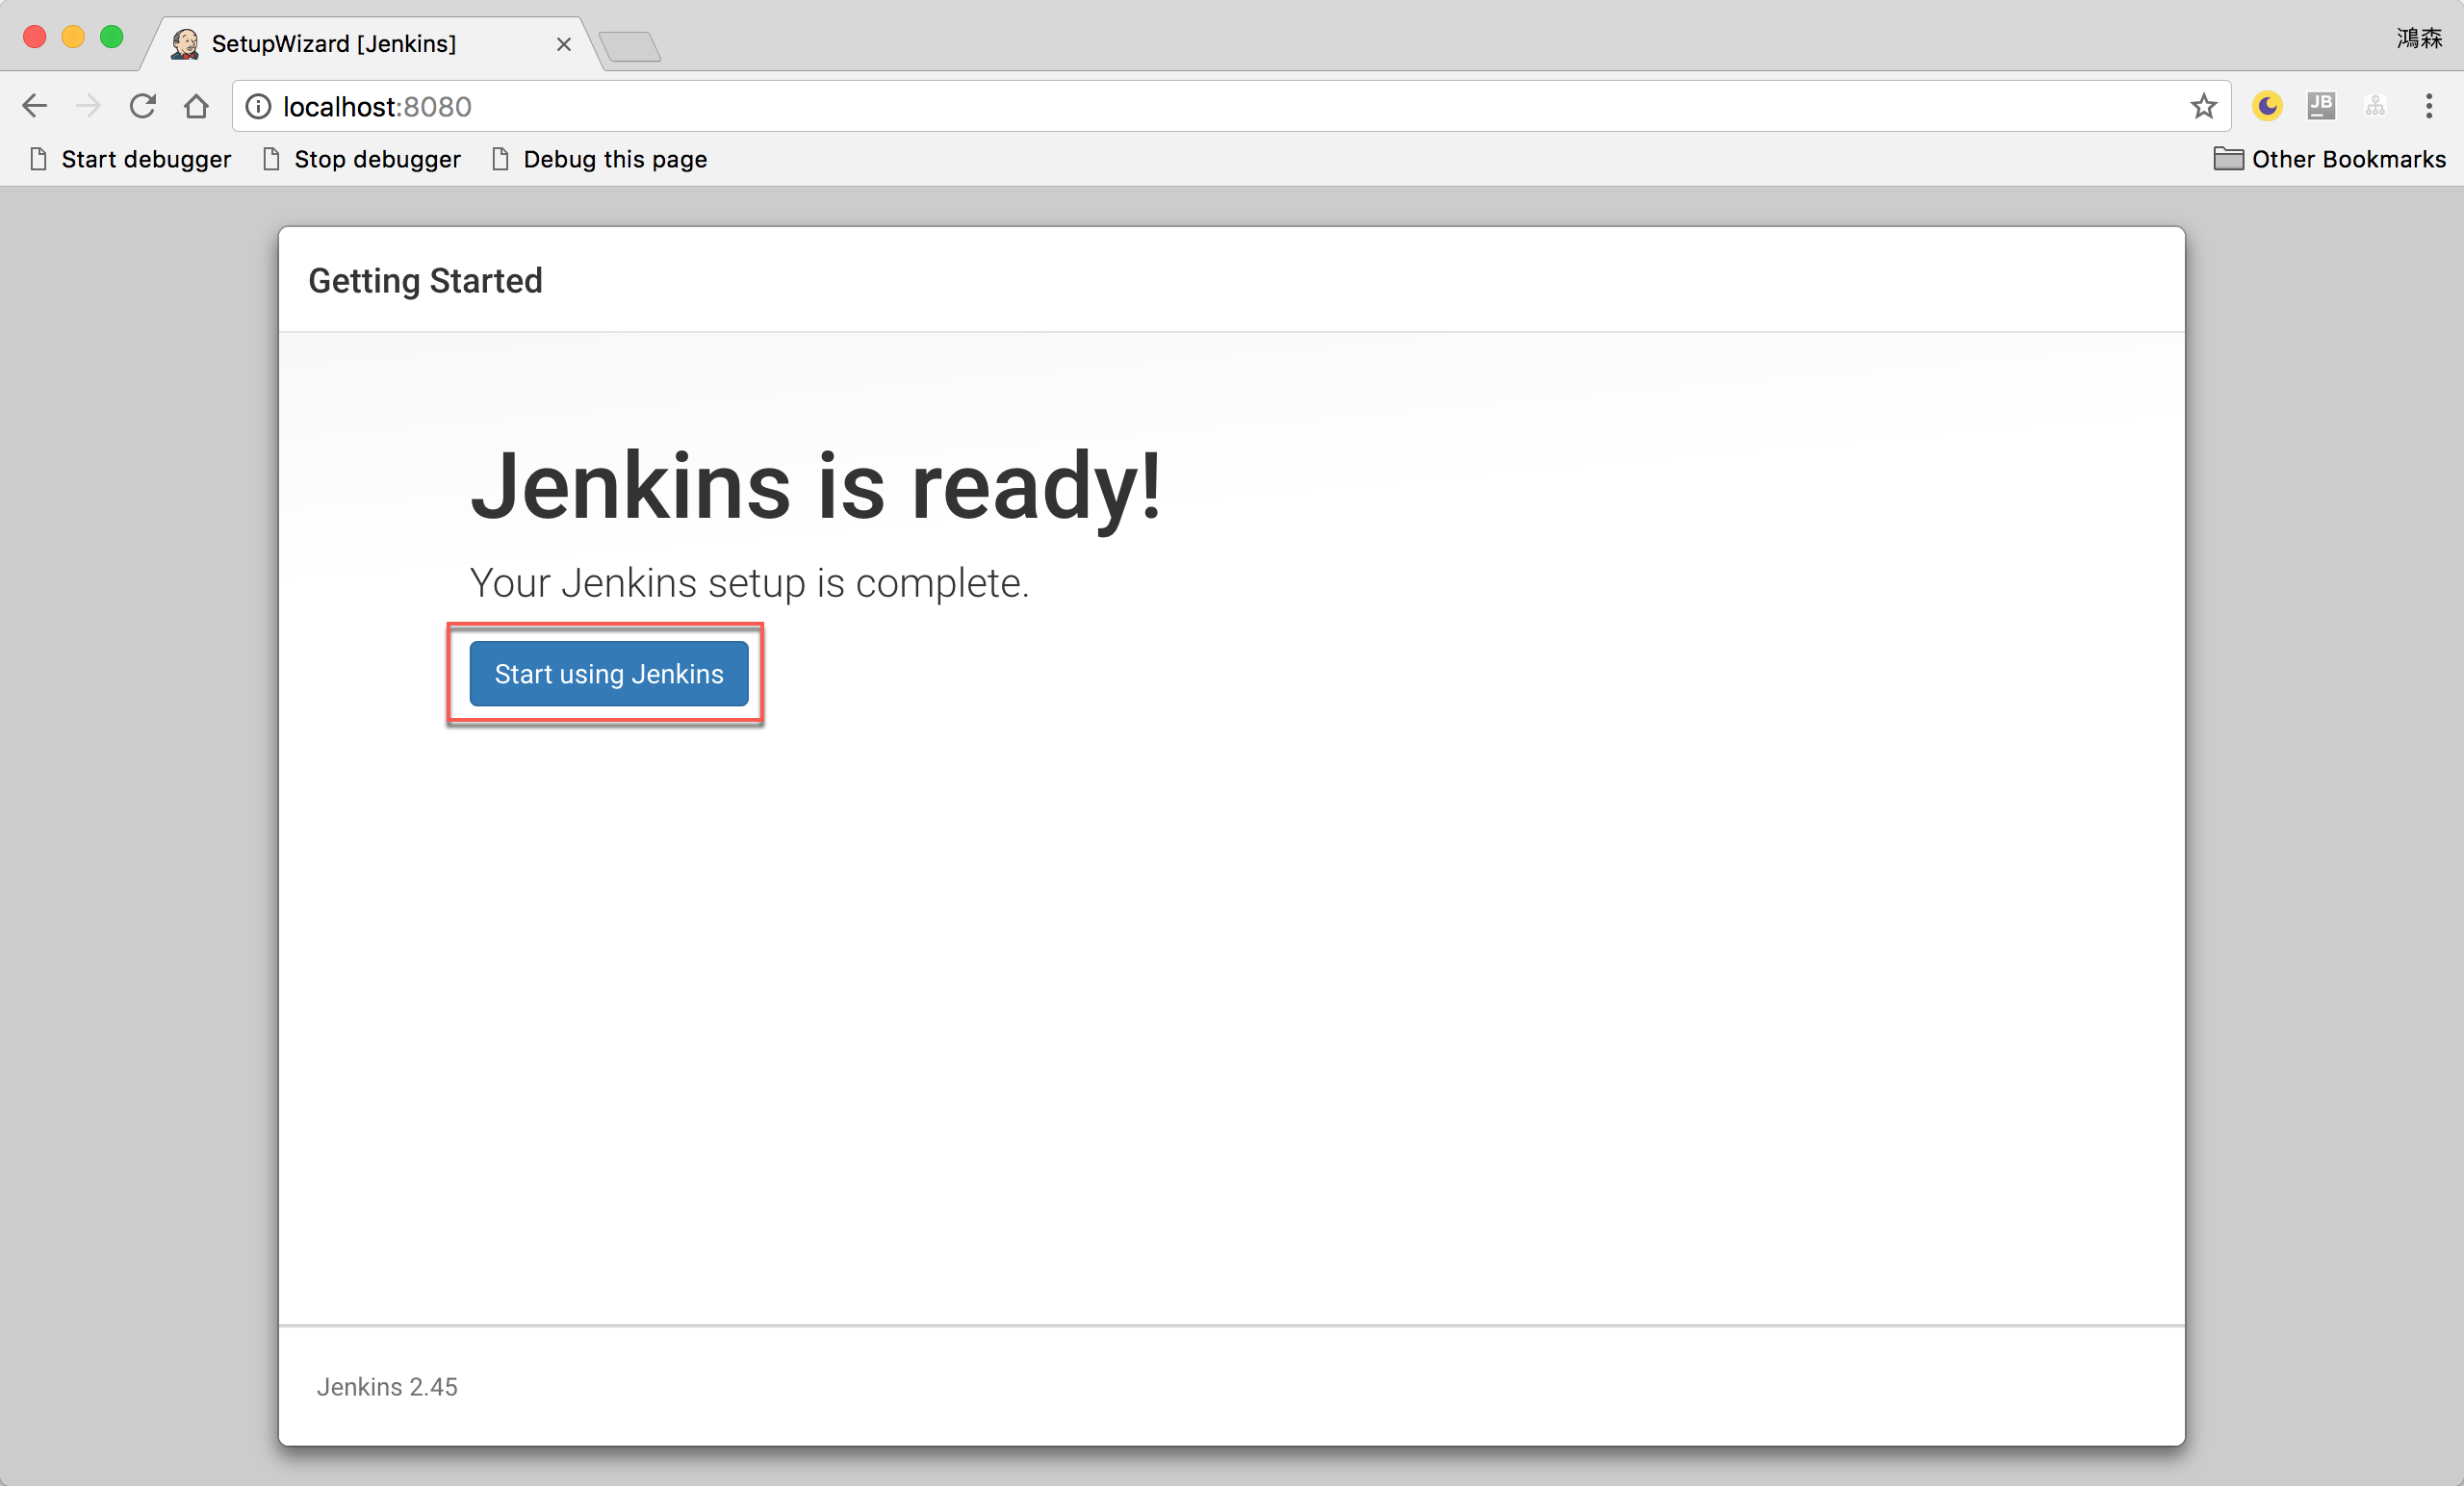 SetupWizard [Jenkins]
鴻森
localhost:8080
JB
Start debugger
Stop debugger
Debug this page
Other Bookmarks
Getting Started
Jenkins is ready!
Your Jenkins setup is complete.
Start using Jenkins
Jenkins 2.45